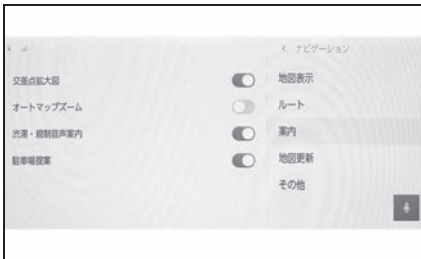 交差点拡大図
オートマップズーム
渋滞・規制音声案内
駐車場提案
< ナビゲーション
地図表示
ルート
案内
地図更新
その他